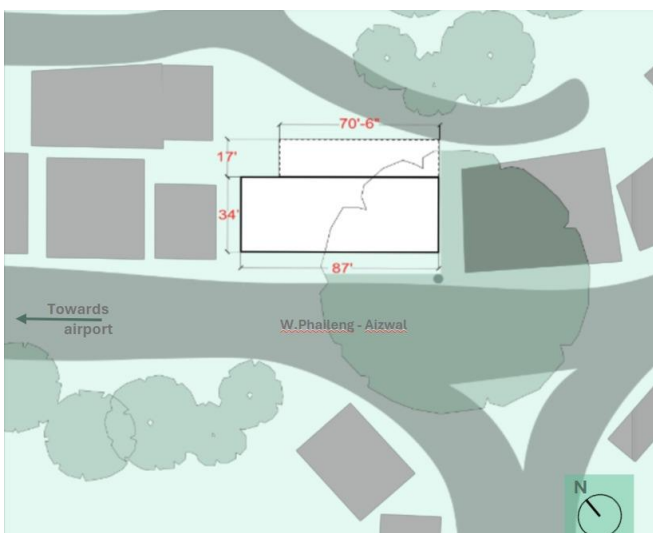 70'-6"
17'
34'
87'
Towards
airport
W.Phaileng - Aizwal
N